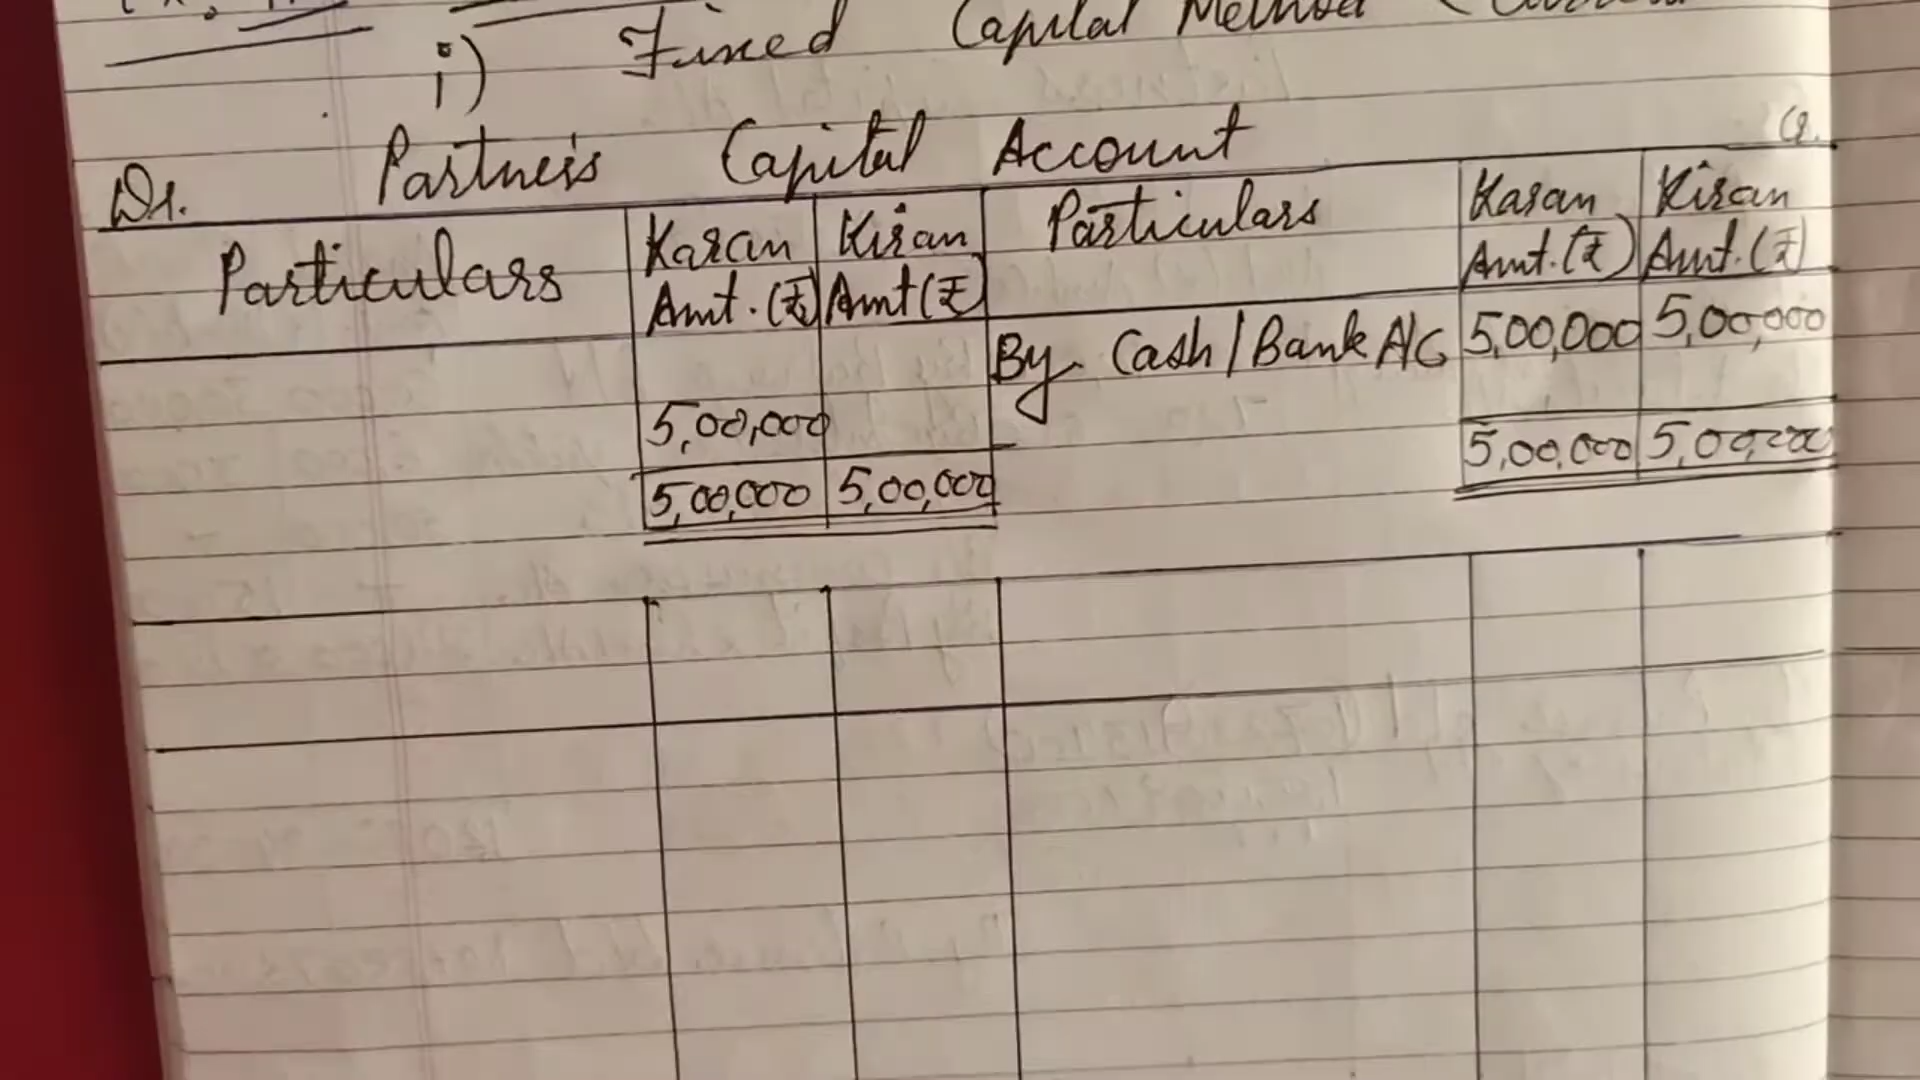 i) Fixed Capital Method
Partners Capital Account
Dr. Cr.
Particulars Karan Kiran Particulars Karan Kiran
Amt.(₹) Amt(₹) Amt.(₹) Amt.(₹)
By Cash/Bank A/C 5,00,000 5,00,000
5,00,000
5,00,000 5,00,000 5,00,000 5,00,000